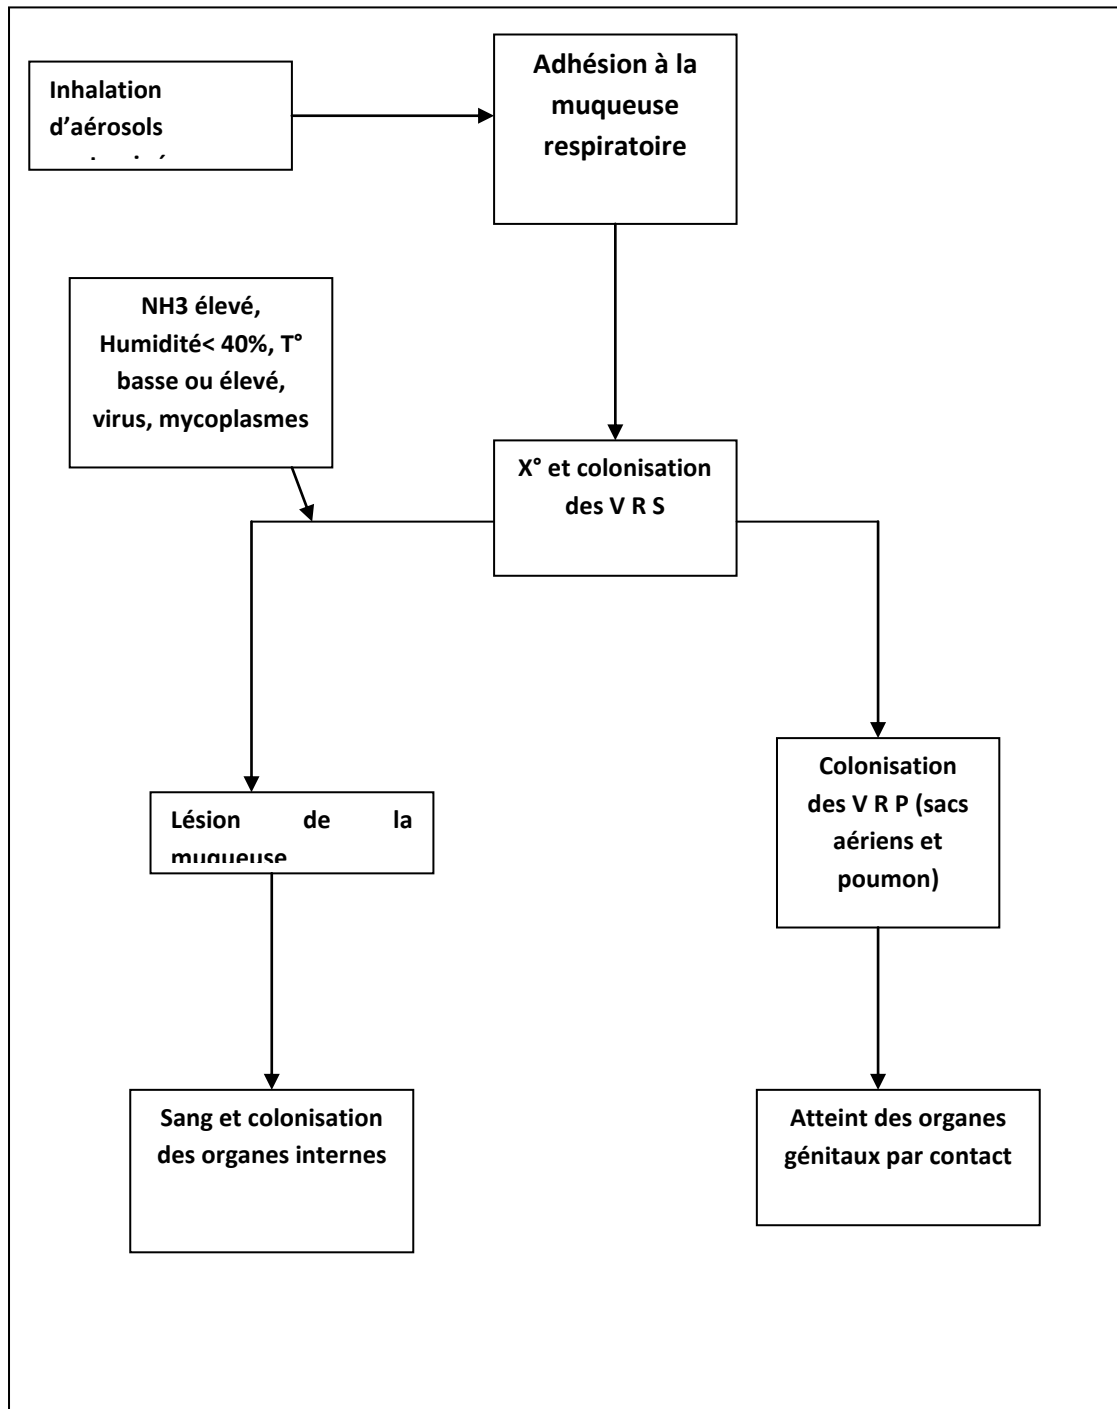 Inhalation
d’aérosols
Adhésion à la
muqueuse
respiratoire
NH3 élevé,
Humidité< 40%, T°
basse ou élevé,
virus, mycoplasmes
X° et colonisation
des V R S
Lésion de la
muqueuse
Colonisation
des V R P (sacs
aériens et
poumon)
Sang et colonisation
des organes internes
Atteint des organes
génitaux par contact